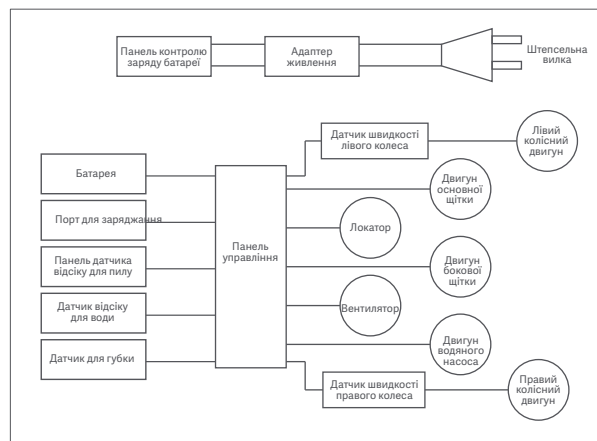 Панель контролю
заряду батареї
Адаптер
живлення
Штепсельна
вилка
Датчик швидкості
лівого колеса
Лівий
колісний
двигун
Батарея
Двигун
основної
щітки
Порт для заряджання
Локатор
Панель
управління
Панель датчика
відсіку для пилу
Двигун
бокової
щітки
Датчик відсіку
для води
Вентилятор
Двигун
водяного
насоса
Датчик для губки
Датчик швидкості
правого колеса
Правий
колісний
двигун